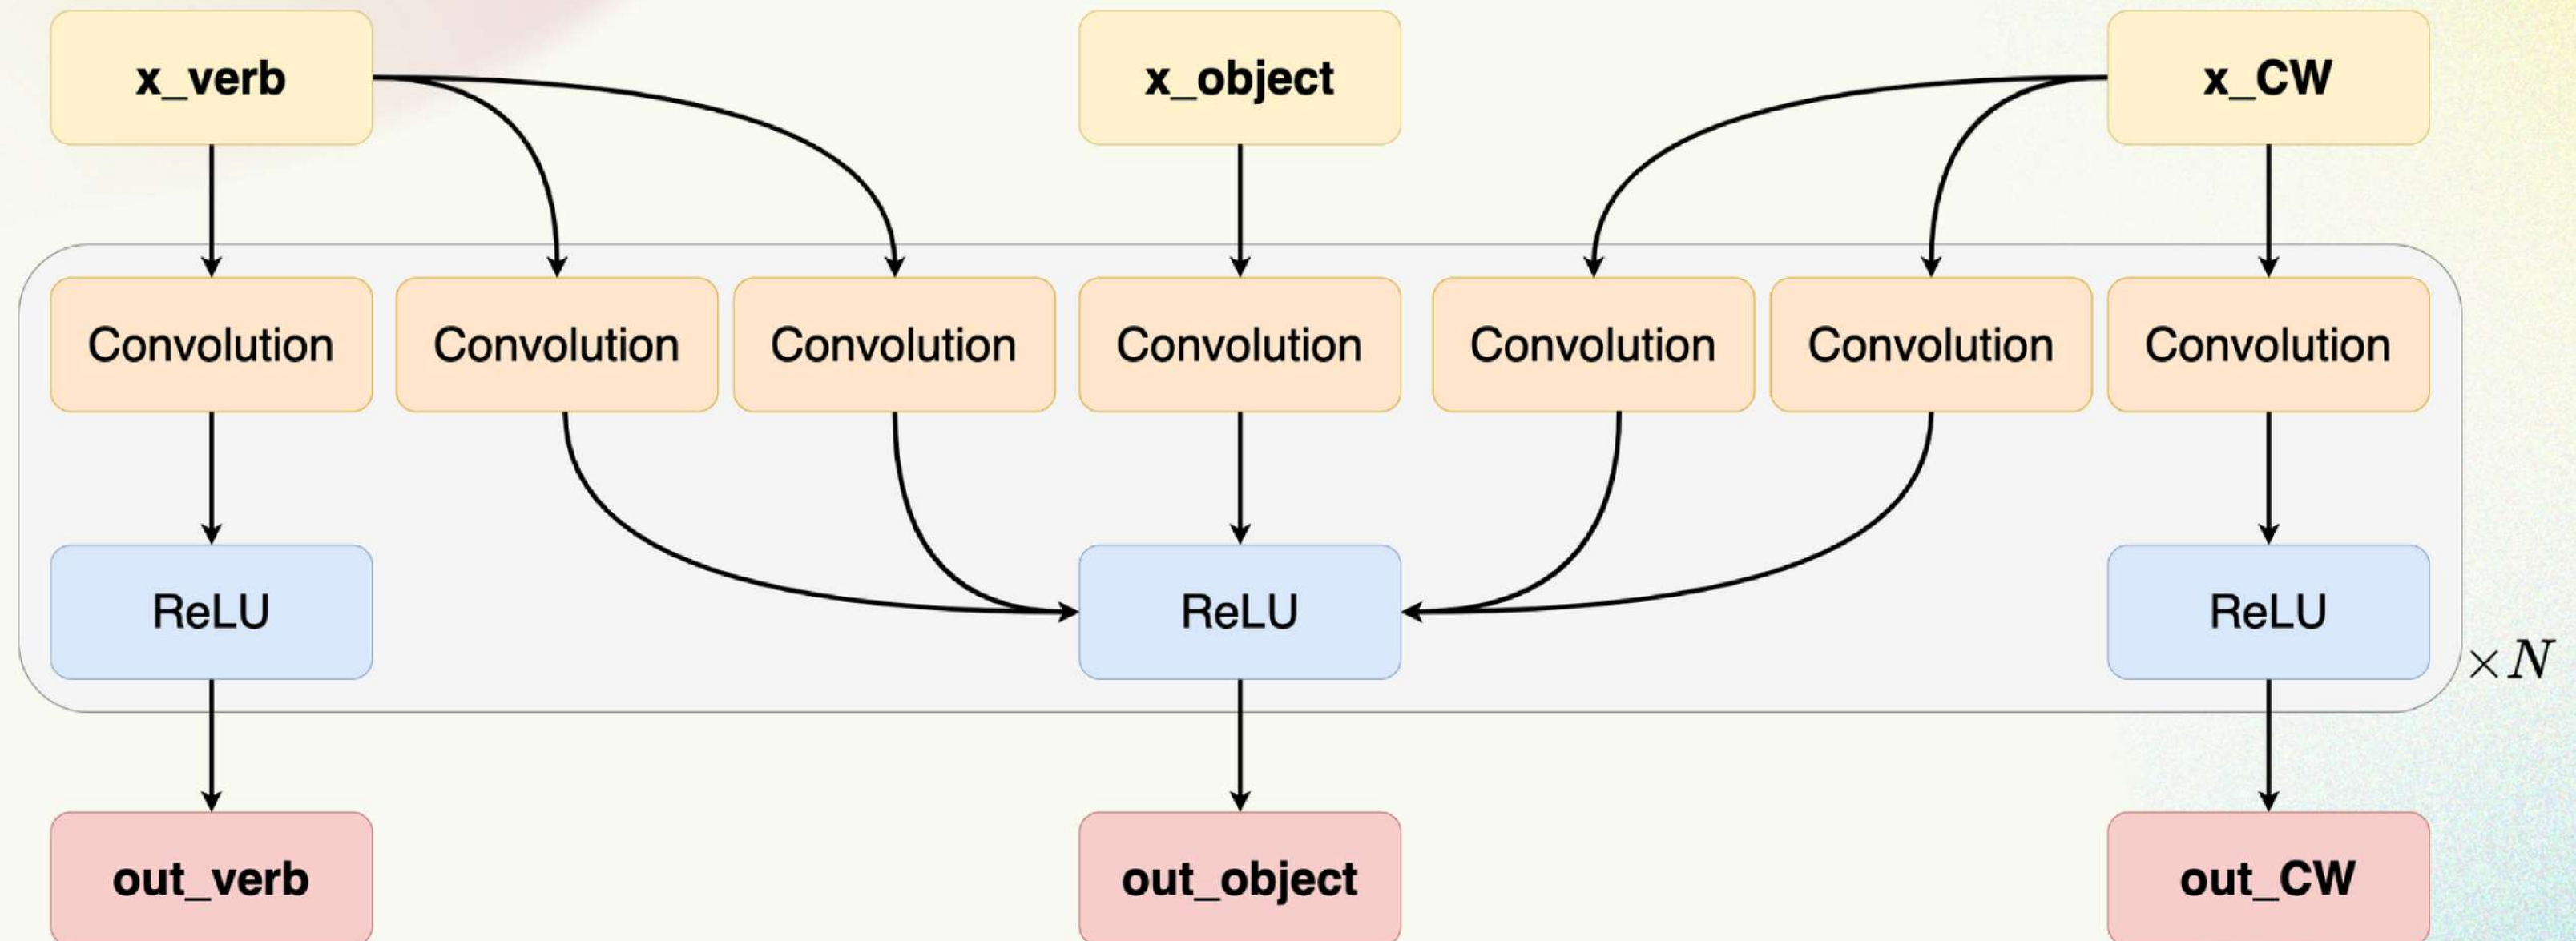 x_verb
x_object
x_CW
Convolution
Convolution
Convolution
Convolution
Convolution
Convolution
Convolution
ReLU
ReLU
ReLU
×N
out_verb
out_object
out_CW